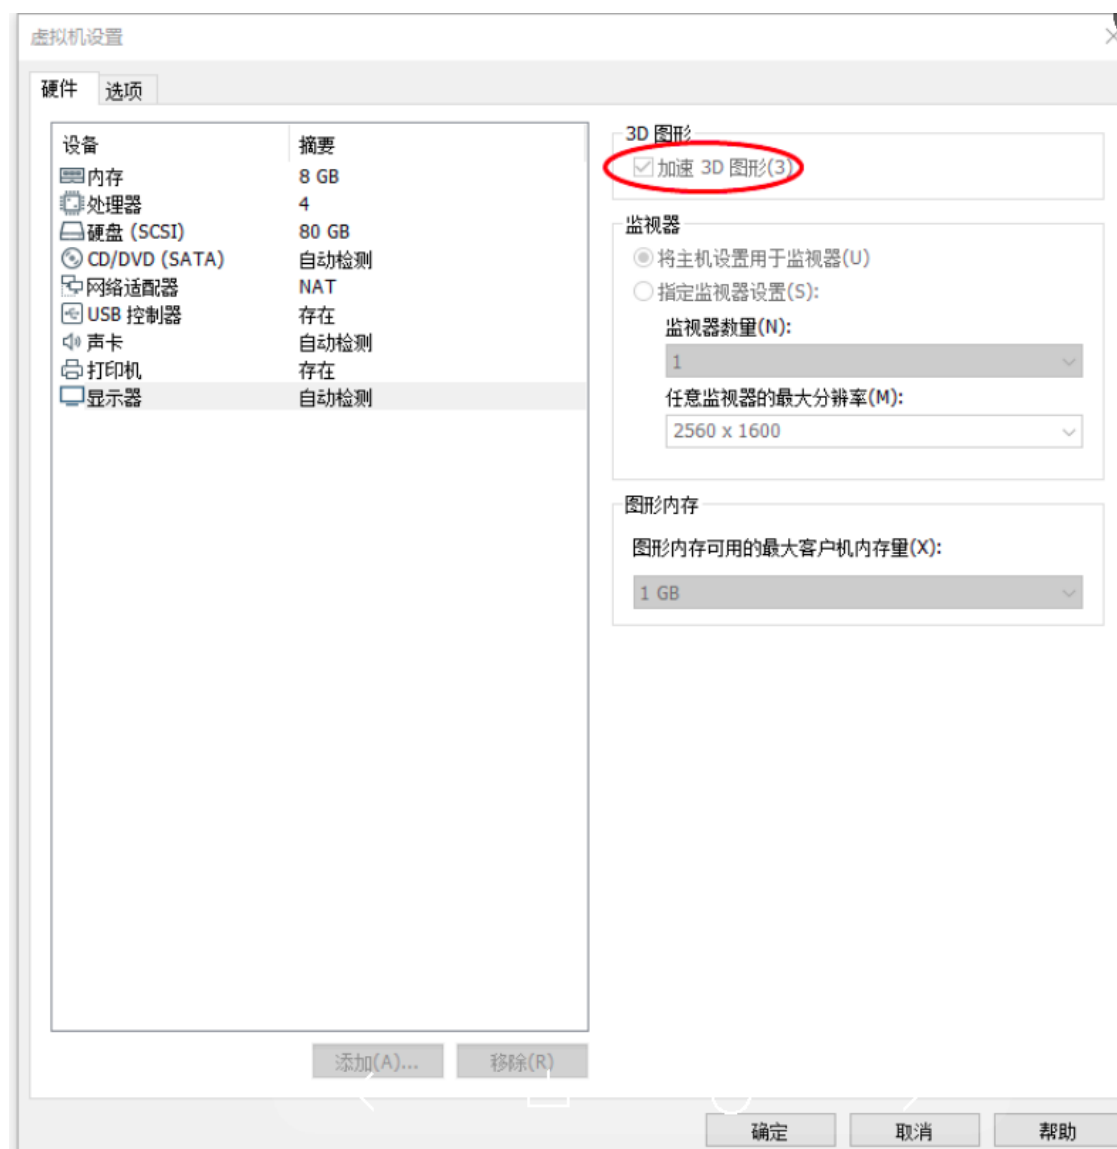 虚拟机设置
硬件 选项
设备 摘要
内存 8 GB
处理器 4
硬盘 (SCSI) 80 GB
CD/DVD (SATA) 自动检测
网络适配器 NAT
USB 控制器 存在
声卡 自动检测
打印机 存在
显示器 自动检测
添加(A)... 移除(R)
3D 图形
加速 3D 图形(3)
监视器
将主机设置用于监视器(U)
指定监视器设置(S):
监视器数量(N):
1
任意监视器的最大分辨率(M):
2560 x 1600
图形内存
图形内存可用的最大客户机内存量(X):
1 GB
确定 取消 帮助